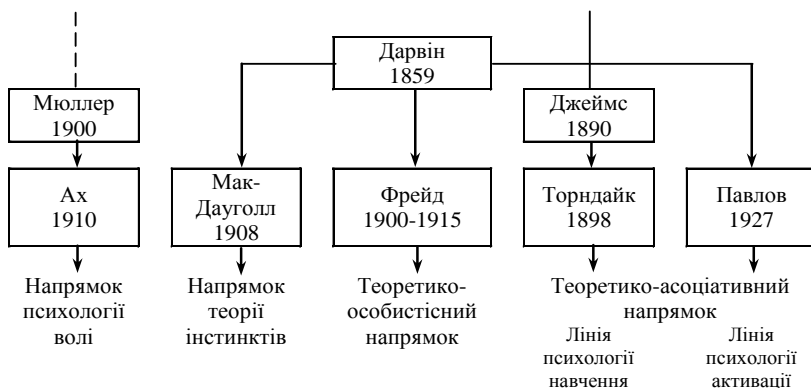 Дарвін
1859
Мюллер
1900
Джеймс
1890
Ах
1910
Мак-
Дауголл
1908
Фрейд
1900-1915
Торндайк
1898
Павлов
1927
Напрямок
психології
волі
Напрямок
теорії
інстинктів
Теоретико-
особистісний
напрямок
Теоретико-асоціативний
напрямок
Лінія
психології
навчення
Лінія
психології
активації